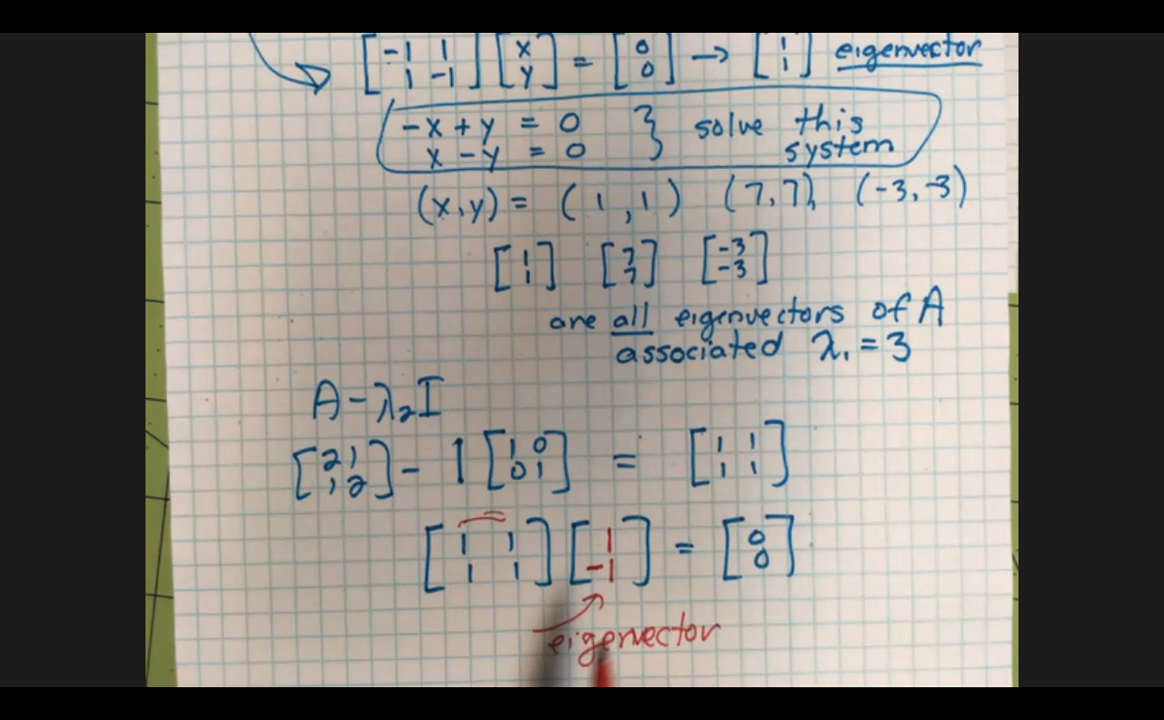 [-1 1 1 -1] [x y] = [0 0] → [1 1] eigenvector
-x + y = 0 } solve this
x - y = 0 system
(x,y) = (1,1) (7,7), (-3,-3)
[1 1] [7 7] [-3 -3]
are all eigenvectors of A
associated λ₁ = 3
A - λ₂I
[2 1 1 2] - 1 [1 0 0 1] = [1 1 1 1]
[1 1 1 1] [1 -1] = [0 0]
eigenvector